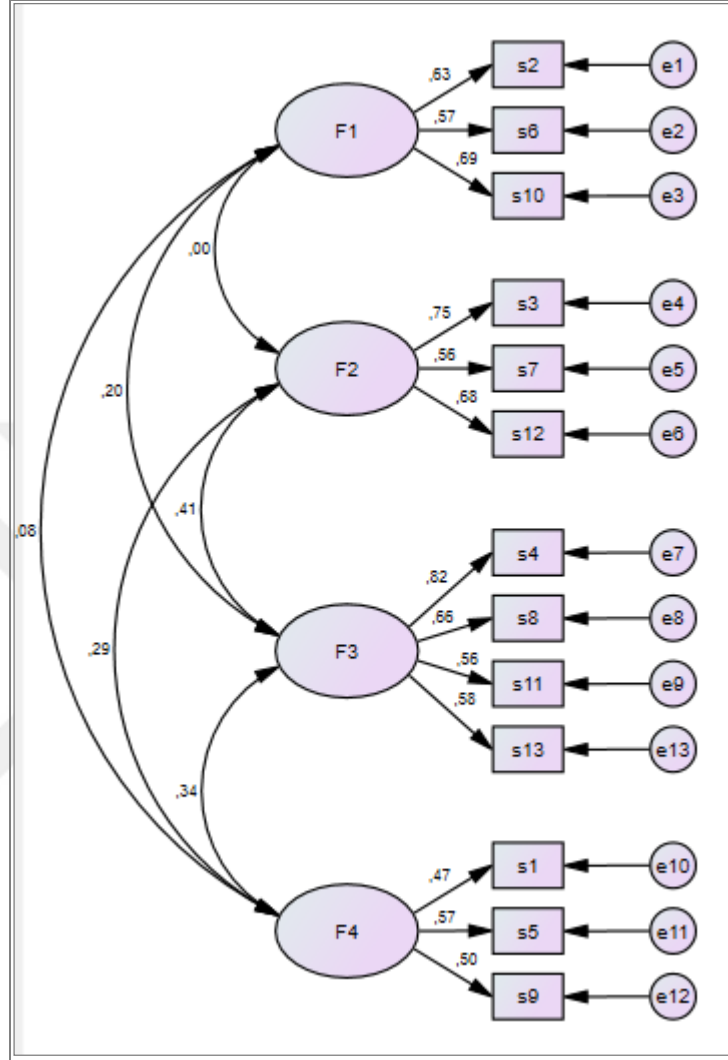 s2
e1
,63
F1
,57
s6
e2
,69
s10
e3
,00
s3
e4
,75
F2
,56
s7
e5
,68
s12
e6
,20
,41
s4
e7
,82
,08
,66
s8
e8
,29
F3
,56
s11
e9
,58
s13
e13
,34
s1
e10
,47
F4
,57
s5
e11
,50
s9
e12